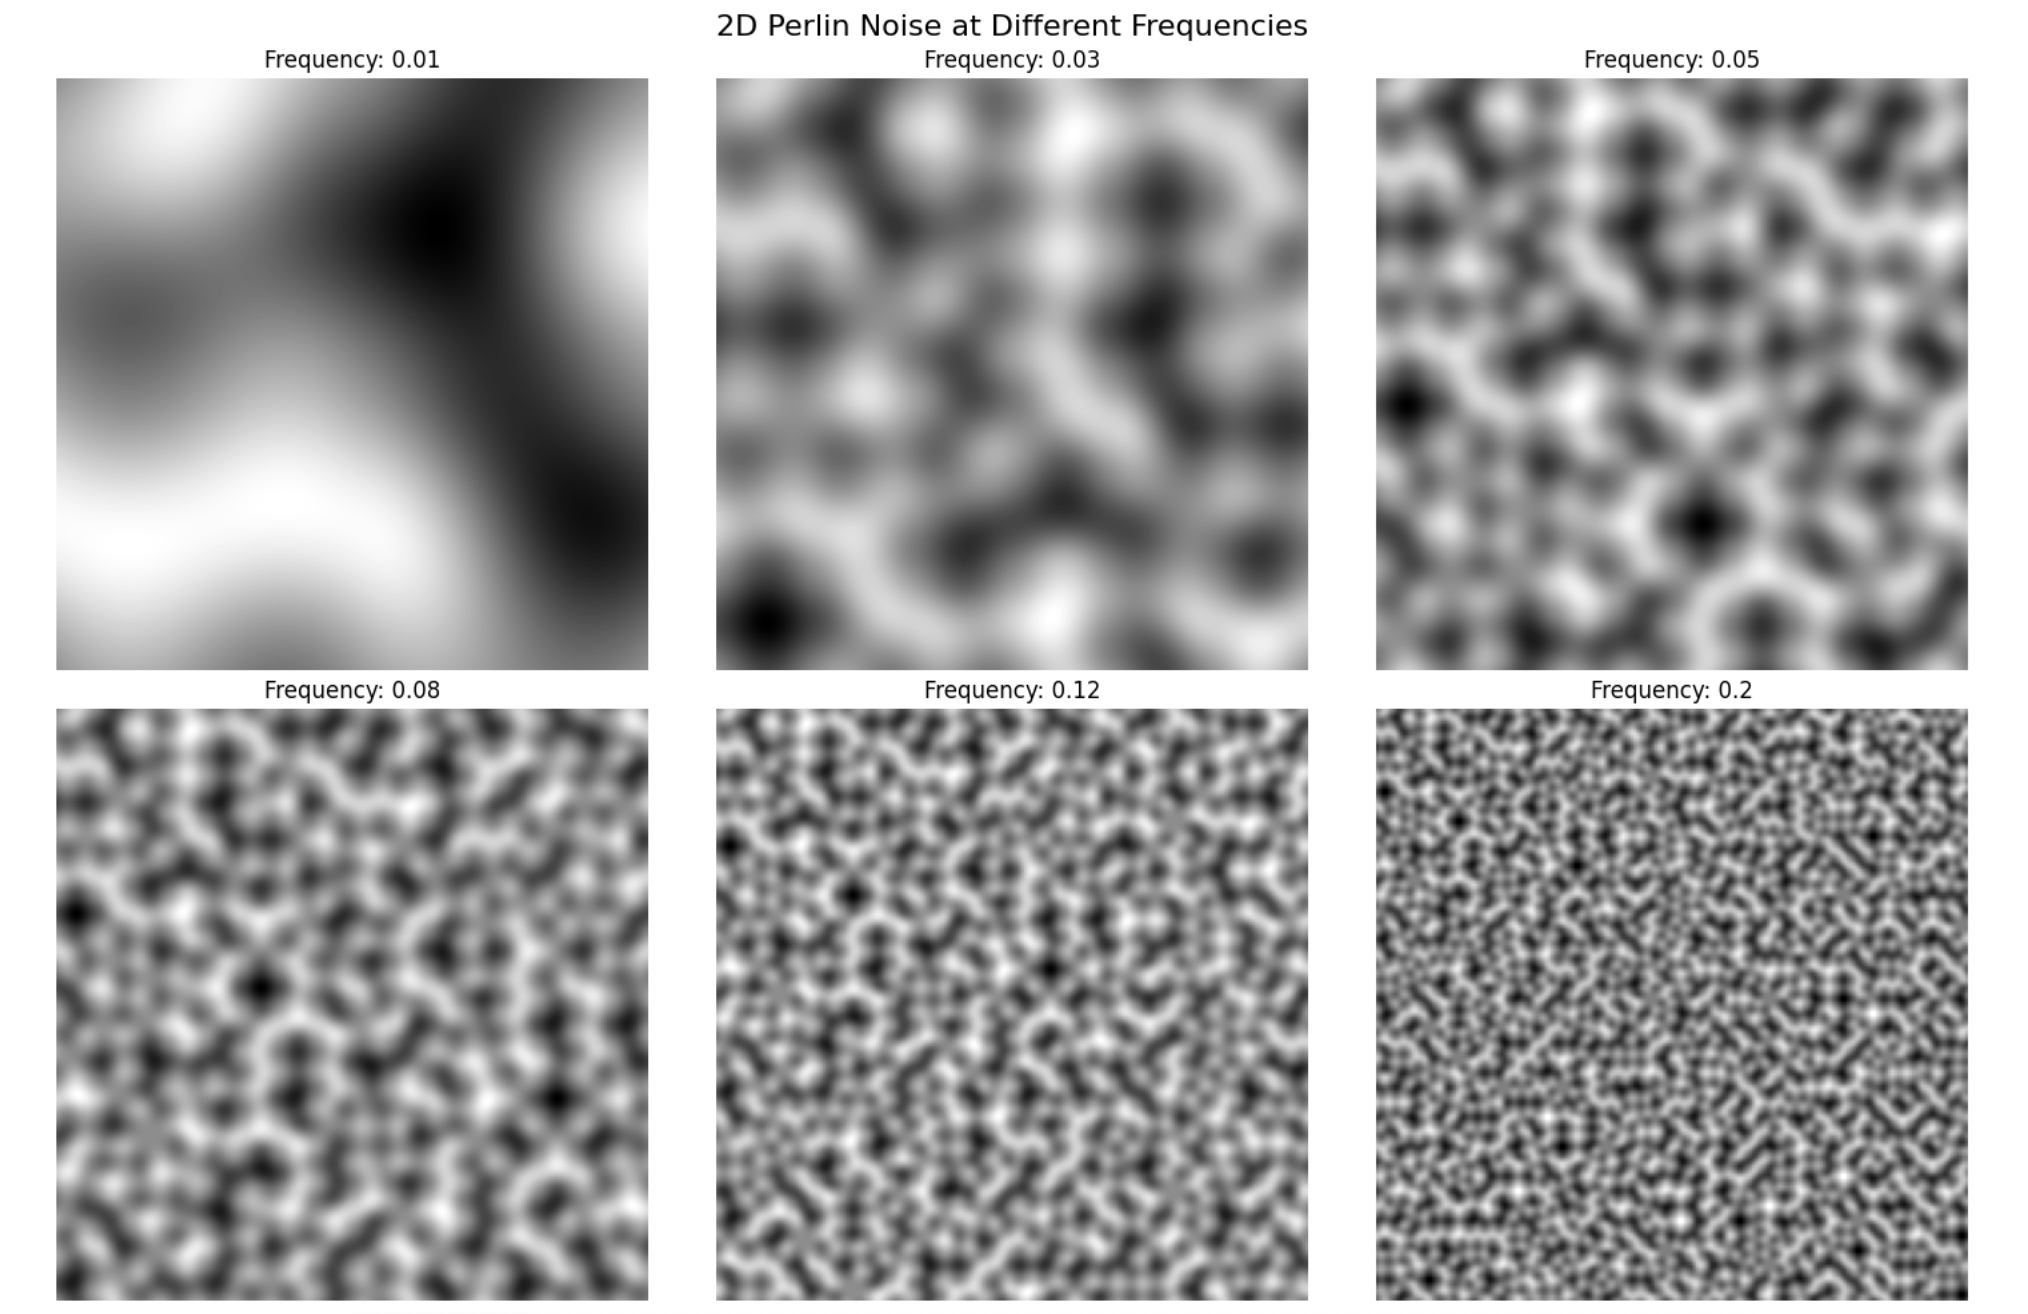 2D Perlin Noise at Different Frequencies
Frequency: 0.01
Frequency: 0.03
Frequency: 0.05
Frequency: 0.08
Frequency: 0.12
Frequency: 0.2